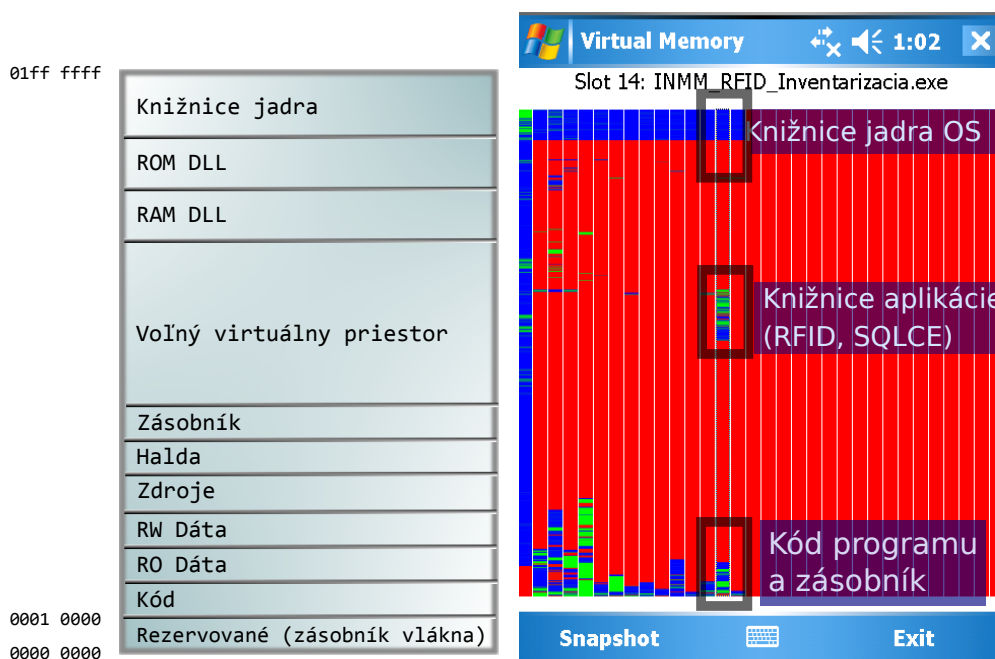 01ff ffff
Knižnice jadra
ROM DLL
RAM DLL
Voľný virtuálny priestor
Zásobník
Halda
Zdroje
RW Dáta
RO Dáta
Kód
0001 0000
Rezervované (zásobník vlákna)
0000 0000
Virtual Memory
1:02
Slot 14: INMM_RFID_Inventarizacia.exe
Knižnice jadra OS
Knižnice aplikácie
(RFID, SQLCE)
Kód programu
a zásobník
Snapshot
Exit